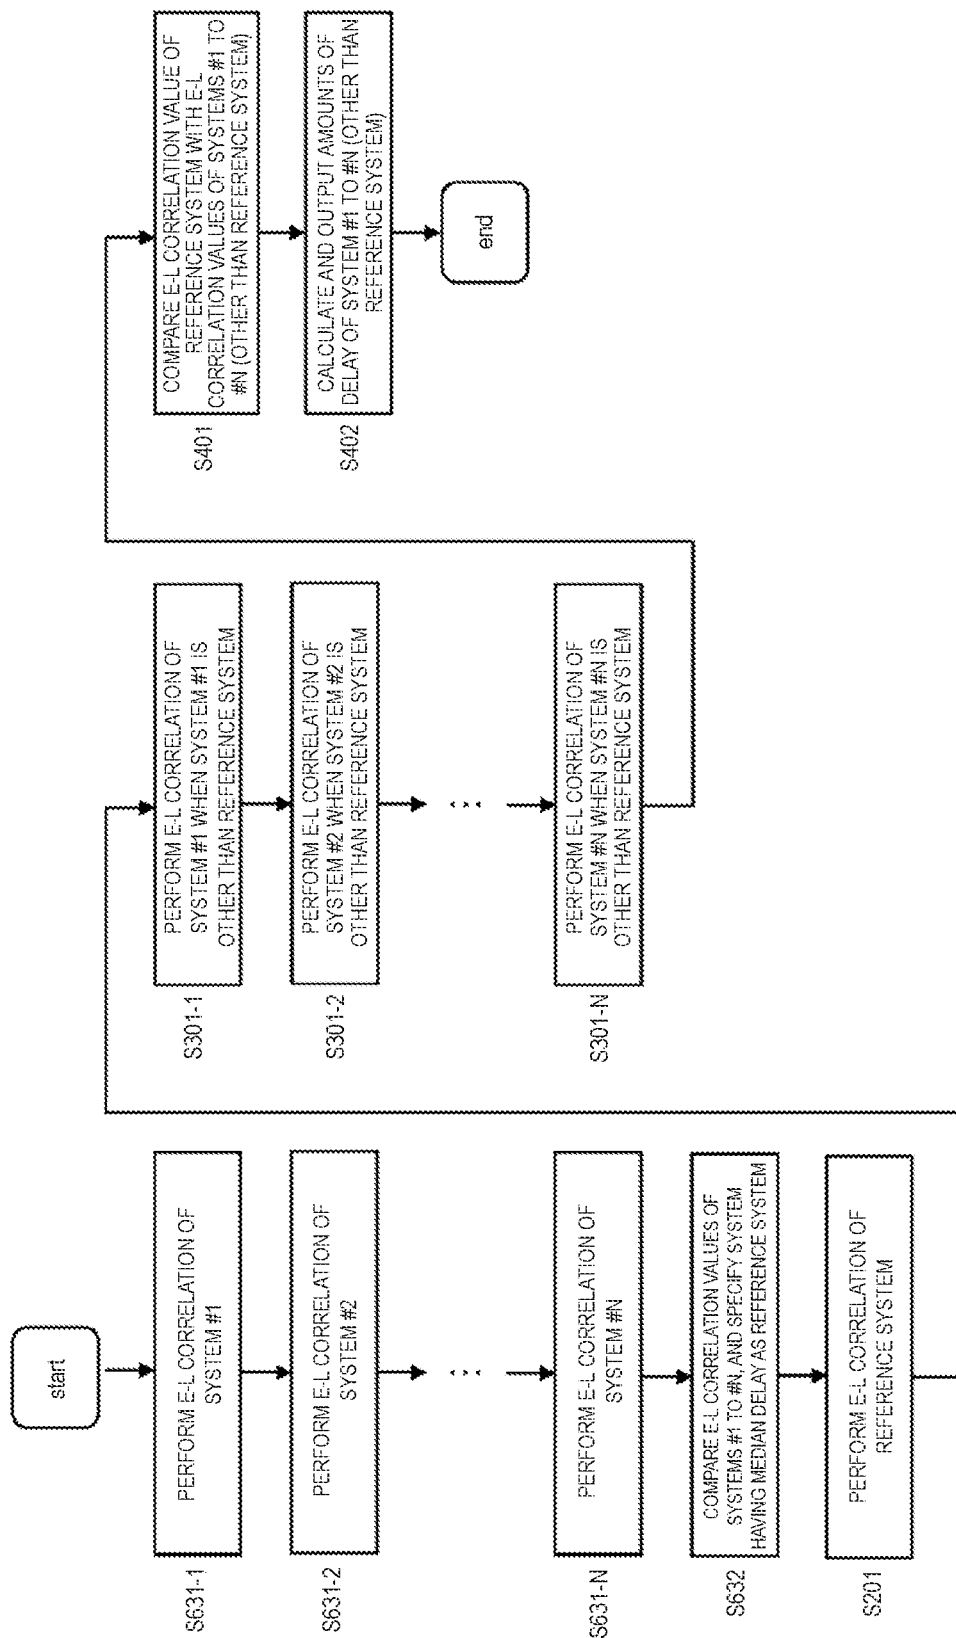 start
S631-1
PERFORM E-L CORRELATION OF
SYSTEM #1
S631-2
PERFORM E-L CORRELATION OF
SYSTEM #2
...
S631-N
PERFORM E-L CORRELATION OF
SYSTEM #N
S632
COMPARE E-L CORRELATION VALUES OF
SYSTEMS #1 TO #N, AND SPECIFY SYSTEM
HAVING MEDIAN DELAY AS REFERENCE SYSTEM
S201
PERFORM E-L CORRELATION OF
REFERENCE SYSTEM
S301-1
PERFORM E-L CORRELATION OF
SYSTEM #1 WHEN SYSTEM #1 IS
OTHER THAN REFERENCE SYSTEM
S301-2
PERFORM E-L CORRELATION OF
SYSTEM #2 WHEN SYSTEM #2 IS
OTHER THAN REFERENCE SYSTEM
...
S301-N
PERFORM E-L CORRELATION OF
SYSTEM #N WHEN SYSTEM #N IS
OTHER THAN REFERENCE SYSTEM
S401
COMPARE E-L CORRELATION VALUE OF
REFERENCE SYSTEM WITH E-L
CORRELATION VALUES OF SYSTEMS #1 TO
#N (OTHER THAN REFERENCE SYSTEM)
S402
CALCULATE AND OUTPUT AMOUNTS OF
DELAY OF SYSTEM #1 TO #N (OTHER THAN
REFERENCE SYSTEM)
end